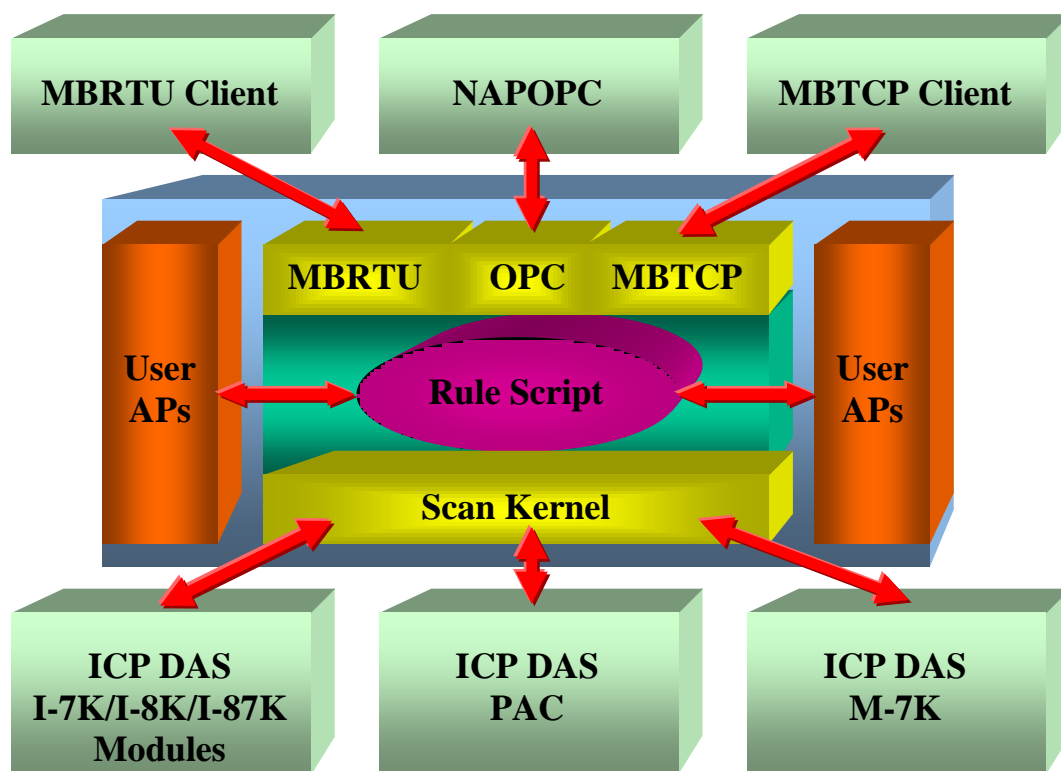 MBRTU Client
NAPOPC
MBTCP Client
MBRTU
OPC
MBTCP
User
APs
Rule Script
User
APs
Scan Kernel
ICP DAS
I-7K/I-8K/I-87K
Modules
ICP DAS
PAC
ICP DAS
M-7K